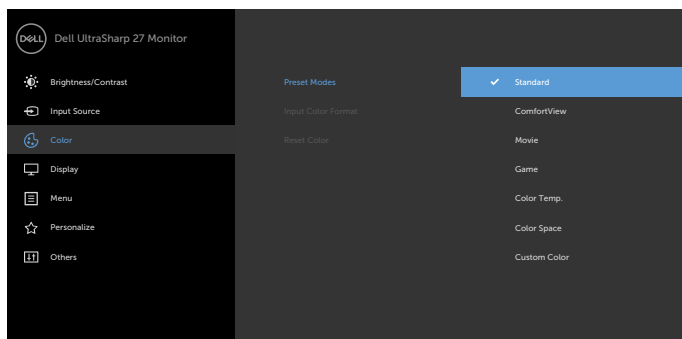 DELL Dell UltraSharp 27 Monitor
Brightness/Contrast
Input Source
Color
Display
Menu
Personalize
Others
Preset Modes
Input Color Format
Reset Color
Standard
ComfortView
Movie
Game
Color Temp.
Color Space
Custom Color